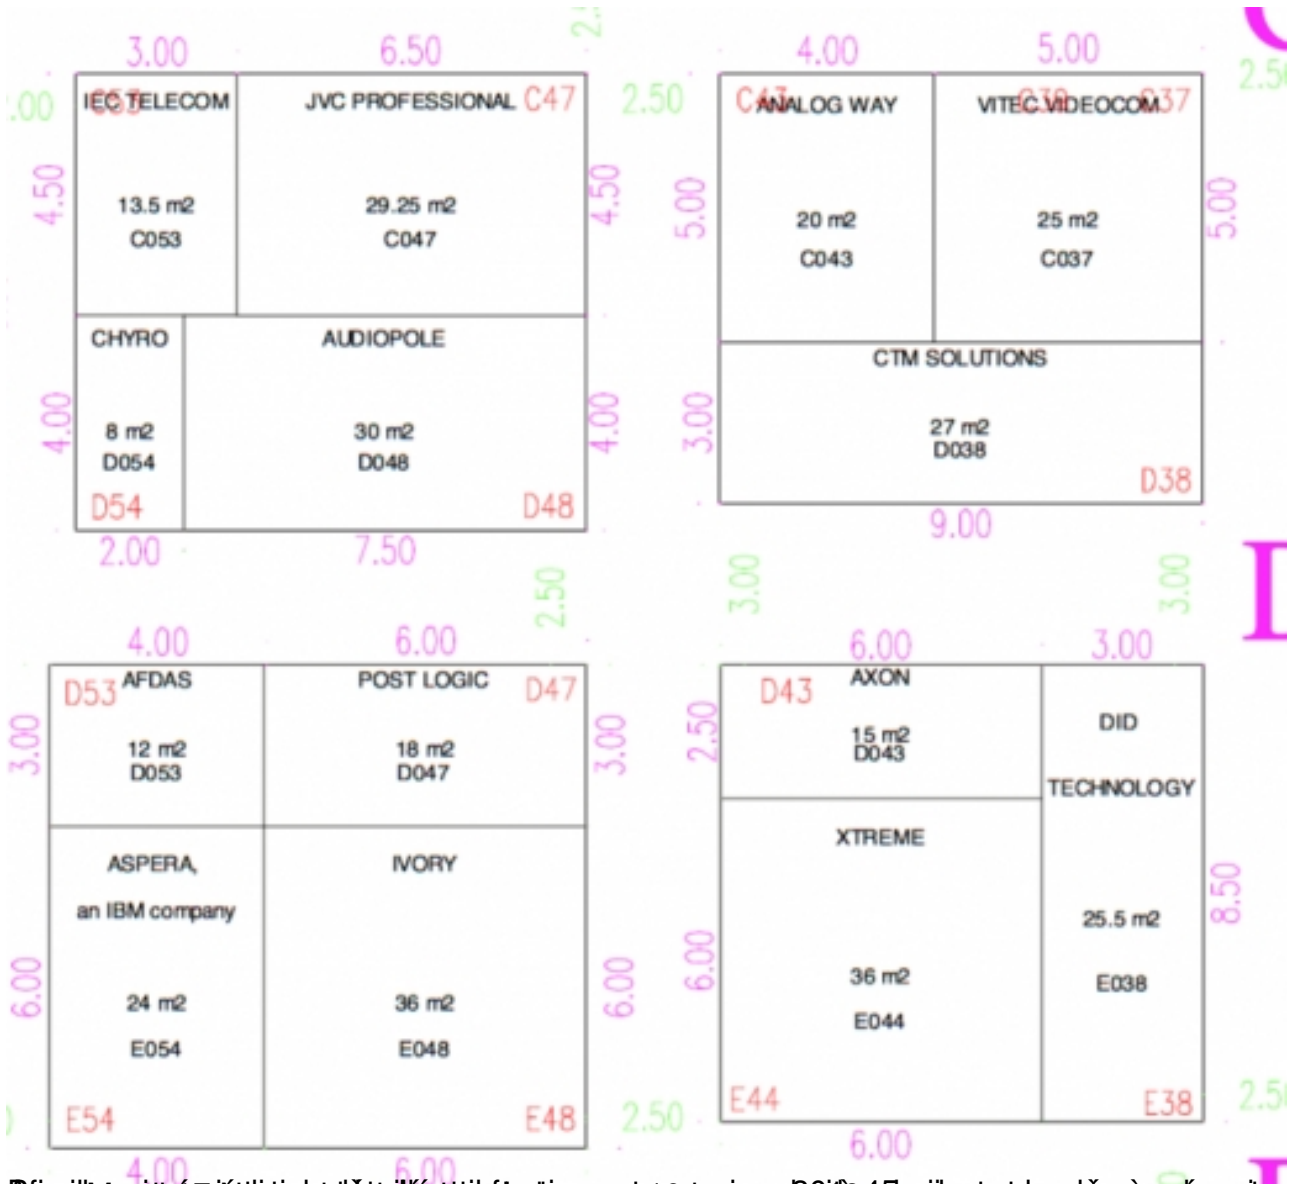 3.00 6.50
IEC TELECOM
JVC PROFESSIONAL C47
4.50
13.5 m2
C053
29.25 m2
C047
4.50
CHYRO
AUDIOPOLE
4.00
8 m2
D054
30 m2
D048
4.00
D54
D48
2.00 7.50
2.50
4.00 5.00
2.50
ANALOG WAY
VITEC VIDEOCOM
C37
5.00
20 m2
C043
25 m2
C037
5.00
CTM SOLUTIONS
3.00
27 m2
D038
D38
9.00
2.50
4.00 6.00
D53 AFDAS
POST LOGIC D47
3.00
12 m2
D053
18 m2
D047
3.00
ASPERA,
an IBM company
IVORY
6.00
24 m2
E054
36 m2
E048
6.00
E54
E48
4.00 6.00
2.50
3.00 3.00
6.00 3.00
AXON
D43
2.50
15 m2
D043
DID
TECHNOLOGY
XTREME
25.5 m2
E038
8.50
6.00
36 m2
E044
E44
E38
6.00